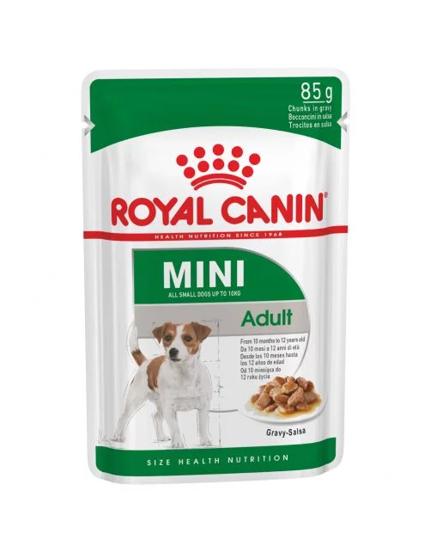 85 g
Chunks in gravy
Bocconcini in salsa
Trocitos en salsa
ROYAL CANIN®
HEALTH NUTRITION SINCE 1968
MINI
ALL SMALL DOGS UP TO 10KG
Adult
From 10 months to 12 years old
Da 10 mesi a 12 anni di età
Desde los 10 meses hasta
los 12 años de edad
Od 10 miesiąca do
12 roku życia
Gravy-Salsa
SIZE HEALTH NUTRITION